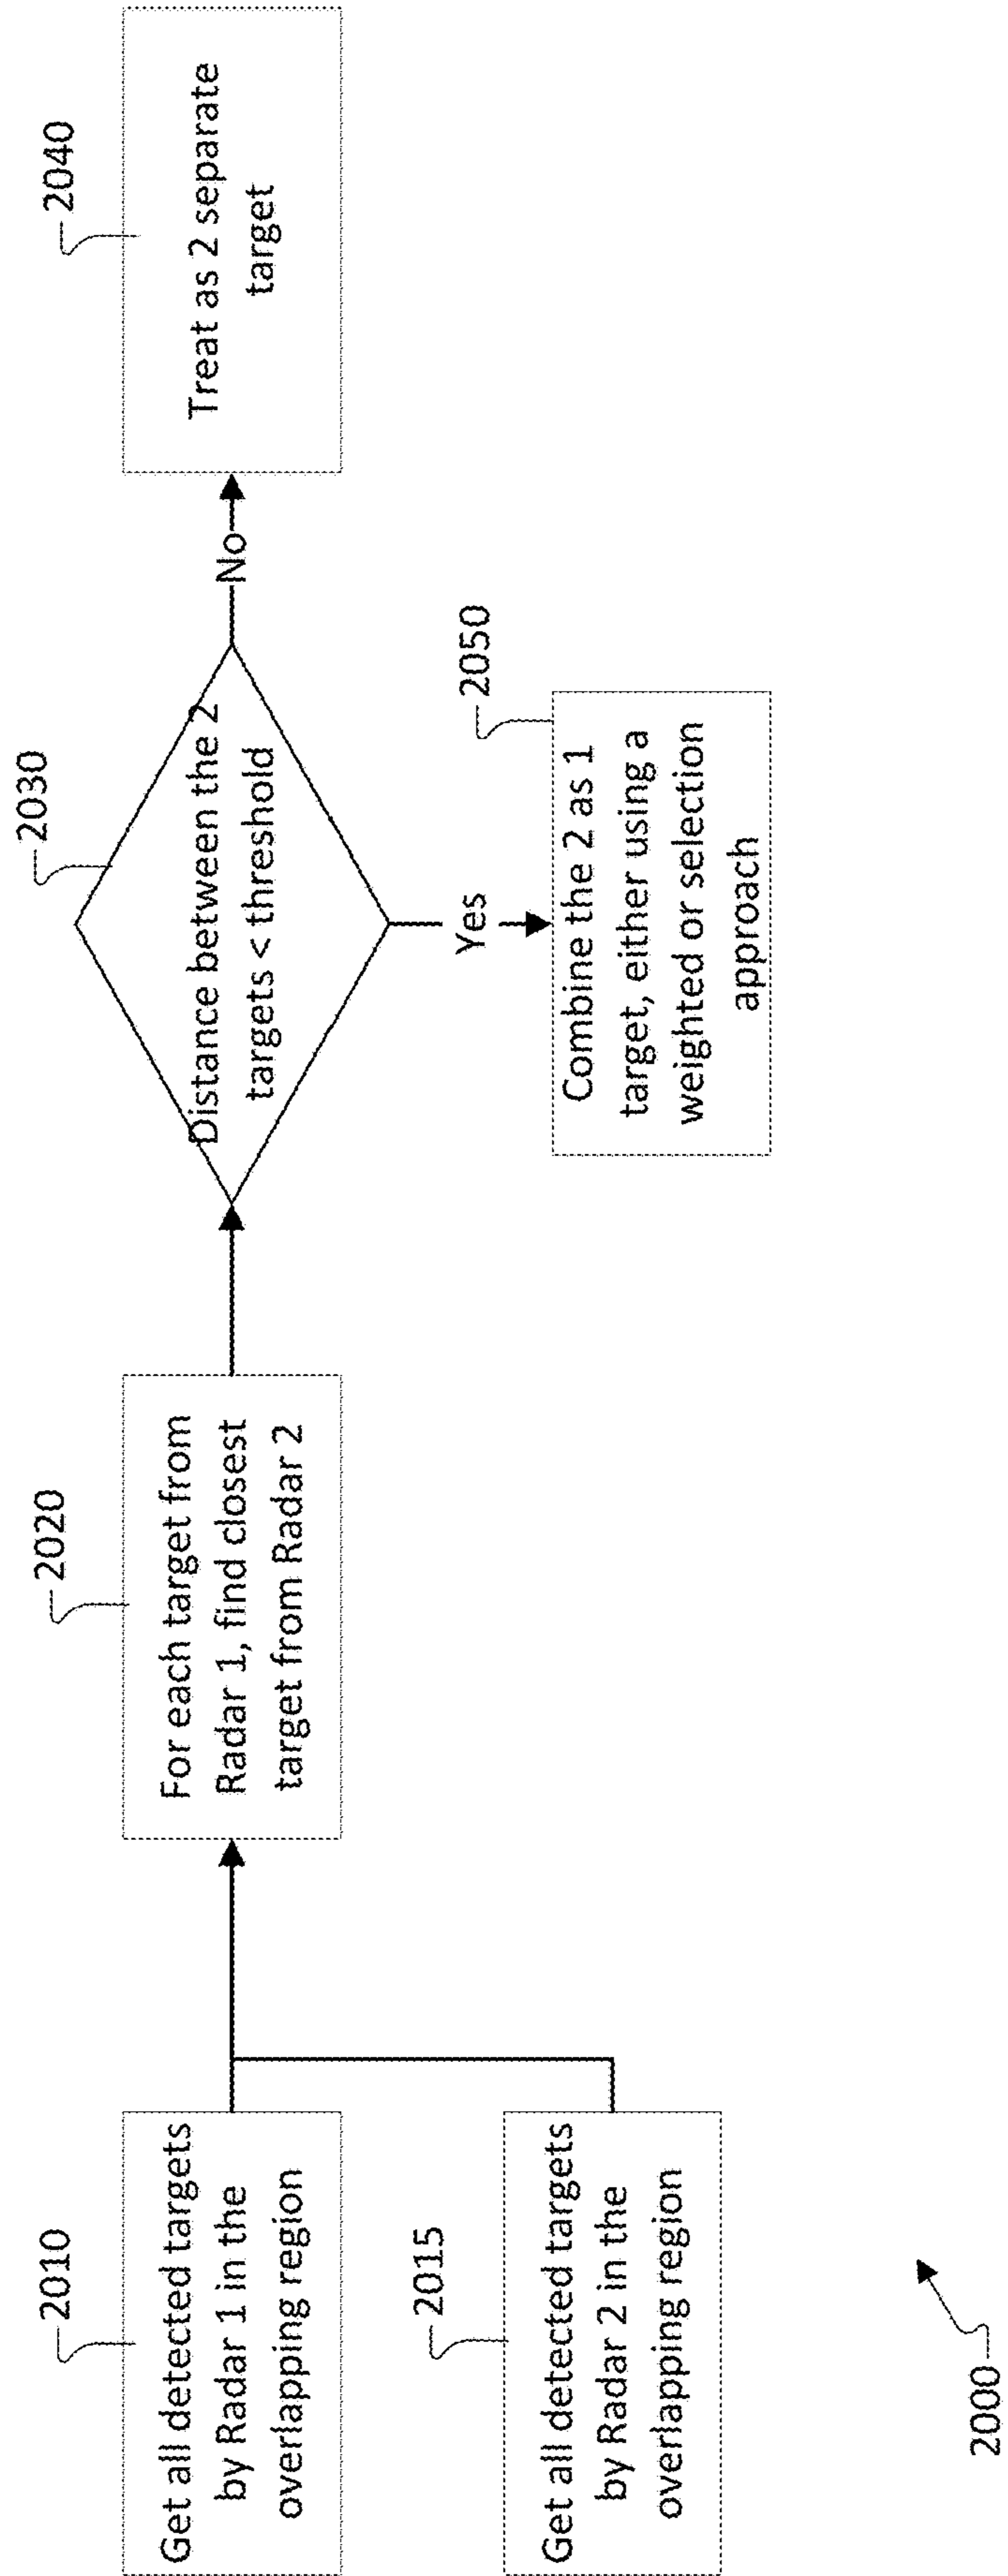 2010
Get all detected targets
by Radar 1 in the
overlapping region
2015
Get all detected targets
by Radar 2 in the
overlapping region
2020
For each target from
Radar 1, find closest
target from Radar 2
2030
Distance between the 2
targets < threshold
No
2040
Treat as 2 separate
target
Yes
2050
Combine the 2 as 1
target, either using a
weighted or selection
approach
2000